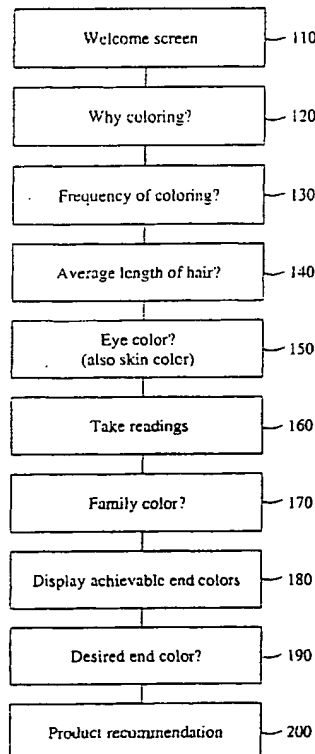 Welcome screen 110
Why coloring? 120
Frequency of coloring? 130
Average length of hair? 140
Eye color?
(also skin color) 150
Take readings 160
Family color? 170
Display achievable end colors 180
Desired end color? 190
Product recommendation 200